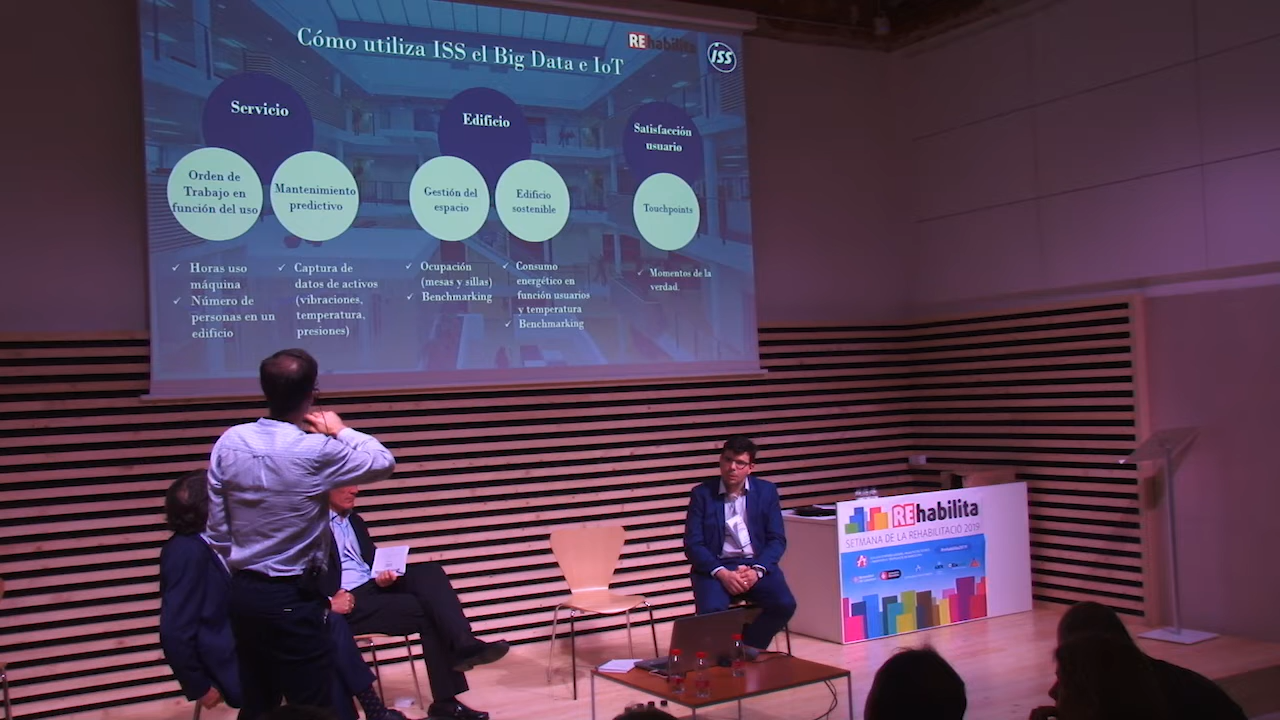 Cómo utiliza ISS el Big Data e IoT
REhabilita
ISS
Servicio
Edificio
Satisfacción
usuario
Orden de
Trabajo en
función del uso
Mantenimiento
predictivo
Gestión del
espacio
Edificio
sostenible
Touchpoints
✓ Horas uso
máquina
✓ Número de
personas en un
edificio
✓ Captura de
datos de activos
(vibraciones,
temperatura,
presiones)
✓ Ocupación
(mesas y sillas)
✓ Benchmarking
✓ Consumo
energético en
función usuarios
y temperatura
✓ Benchmarking
✓ Momentos de la
verdad.
REhabilita
SETMANA DE LA REHABILITACIÓ 2019